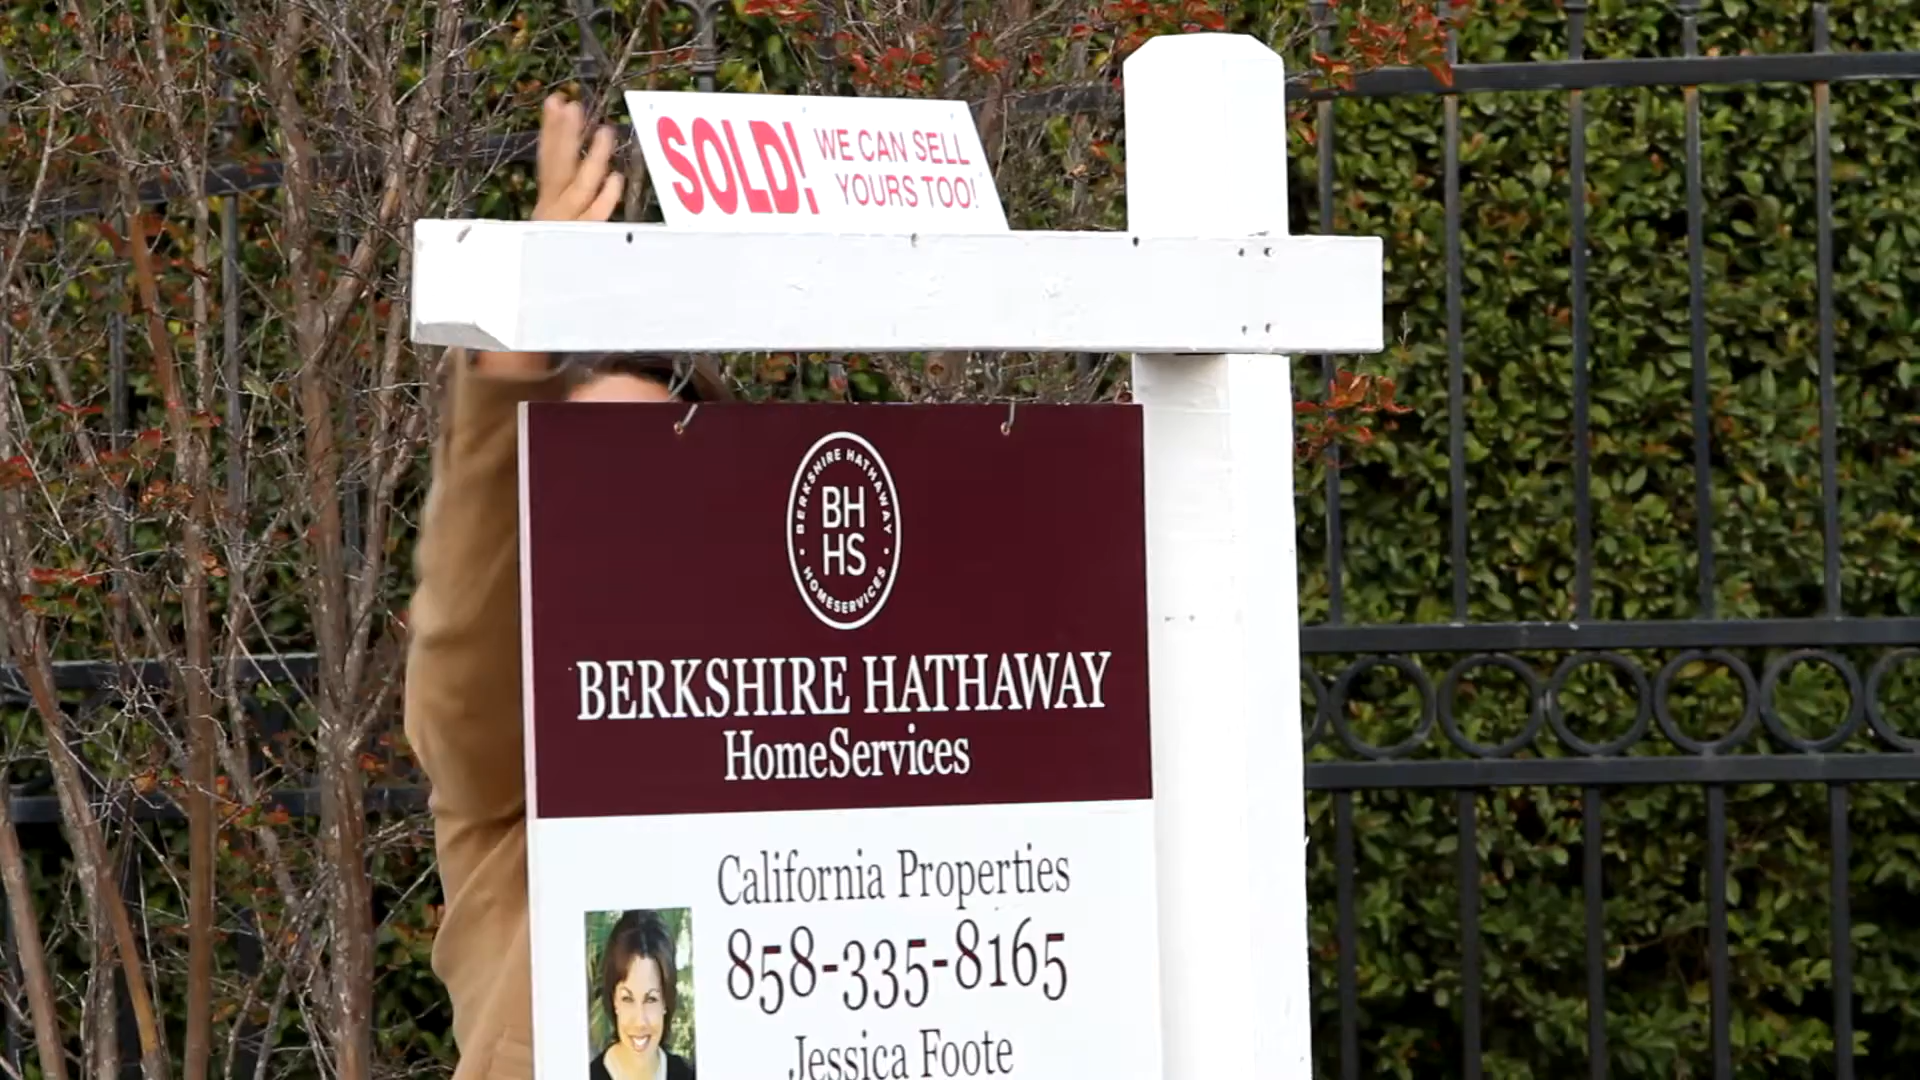 SOLD! WE CAN SELL
YOURS TOO!
BERKSHIRE HATHAWAY
BH
HS
HOMESERVICES
BERKSHIRE HATHAWAY
HomeServices
California Properties
858-335-8165
Jessica Foote